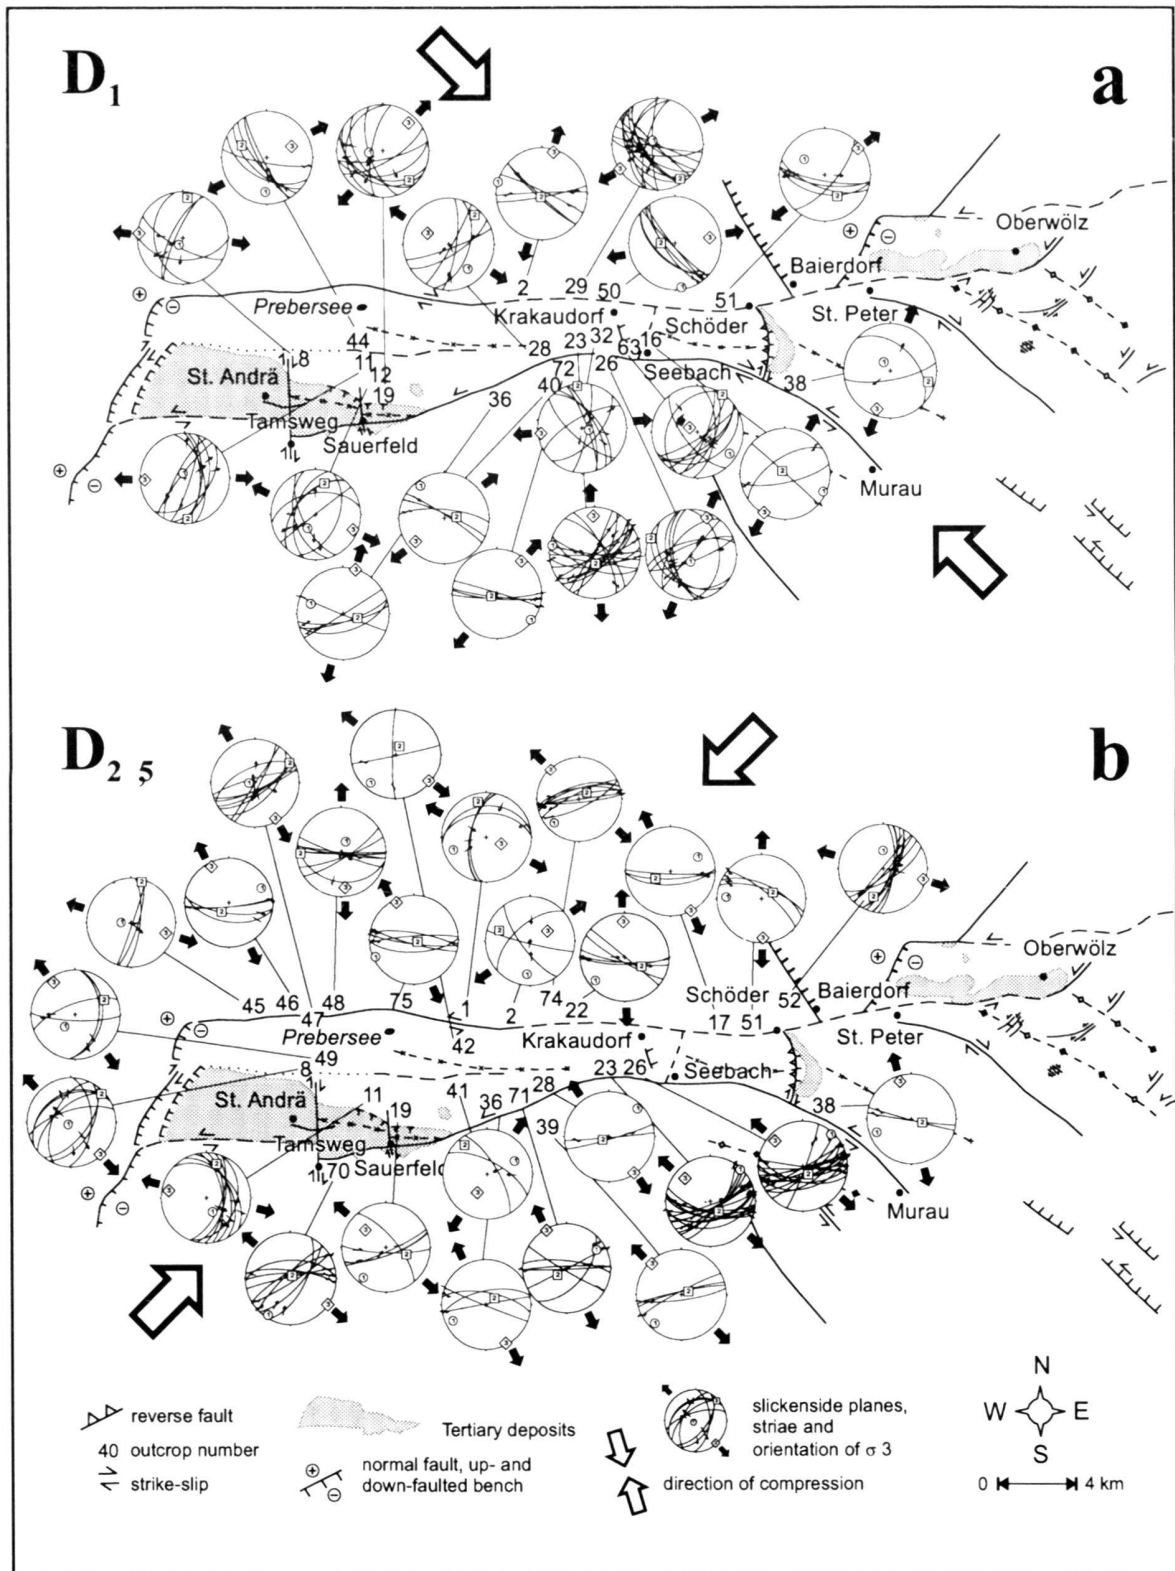 D1
a
2
29
50
51
Oberwölz
Baierdorf
St. Peter
Prebersee
Krakaudorf
Schöder
44
28
23
32
63
16
Seebach
1
8
11
12
19
72
26
40
36
38
St. Andrä
Tamsweg
Sauerfeld
Murau
D2 5
b
45
46
47
48
75
1
2
74
22
17
51
52
Oberwölz
Baierdorf
Schöder
St. Peter
Prebersee
42
Krakaudorf
Seebach
49
8
11
19
41
36
71
28
39
23
26
38
St. Andrä
Tamsweg
70
Sauerfeld
Murau
reverse fault
40 outcrop number
strike-slip
Tertiary deposits
normal fault, up- and
down-faulted bench
slickenside planes,
striae and
orientation of σ 3
direction of compression
N
W E
S
0 4 km